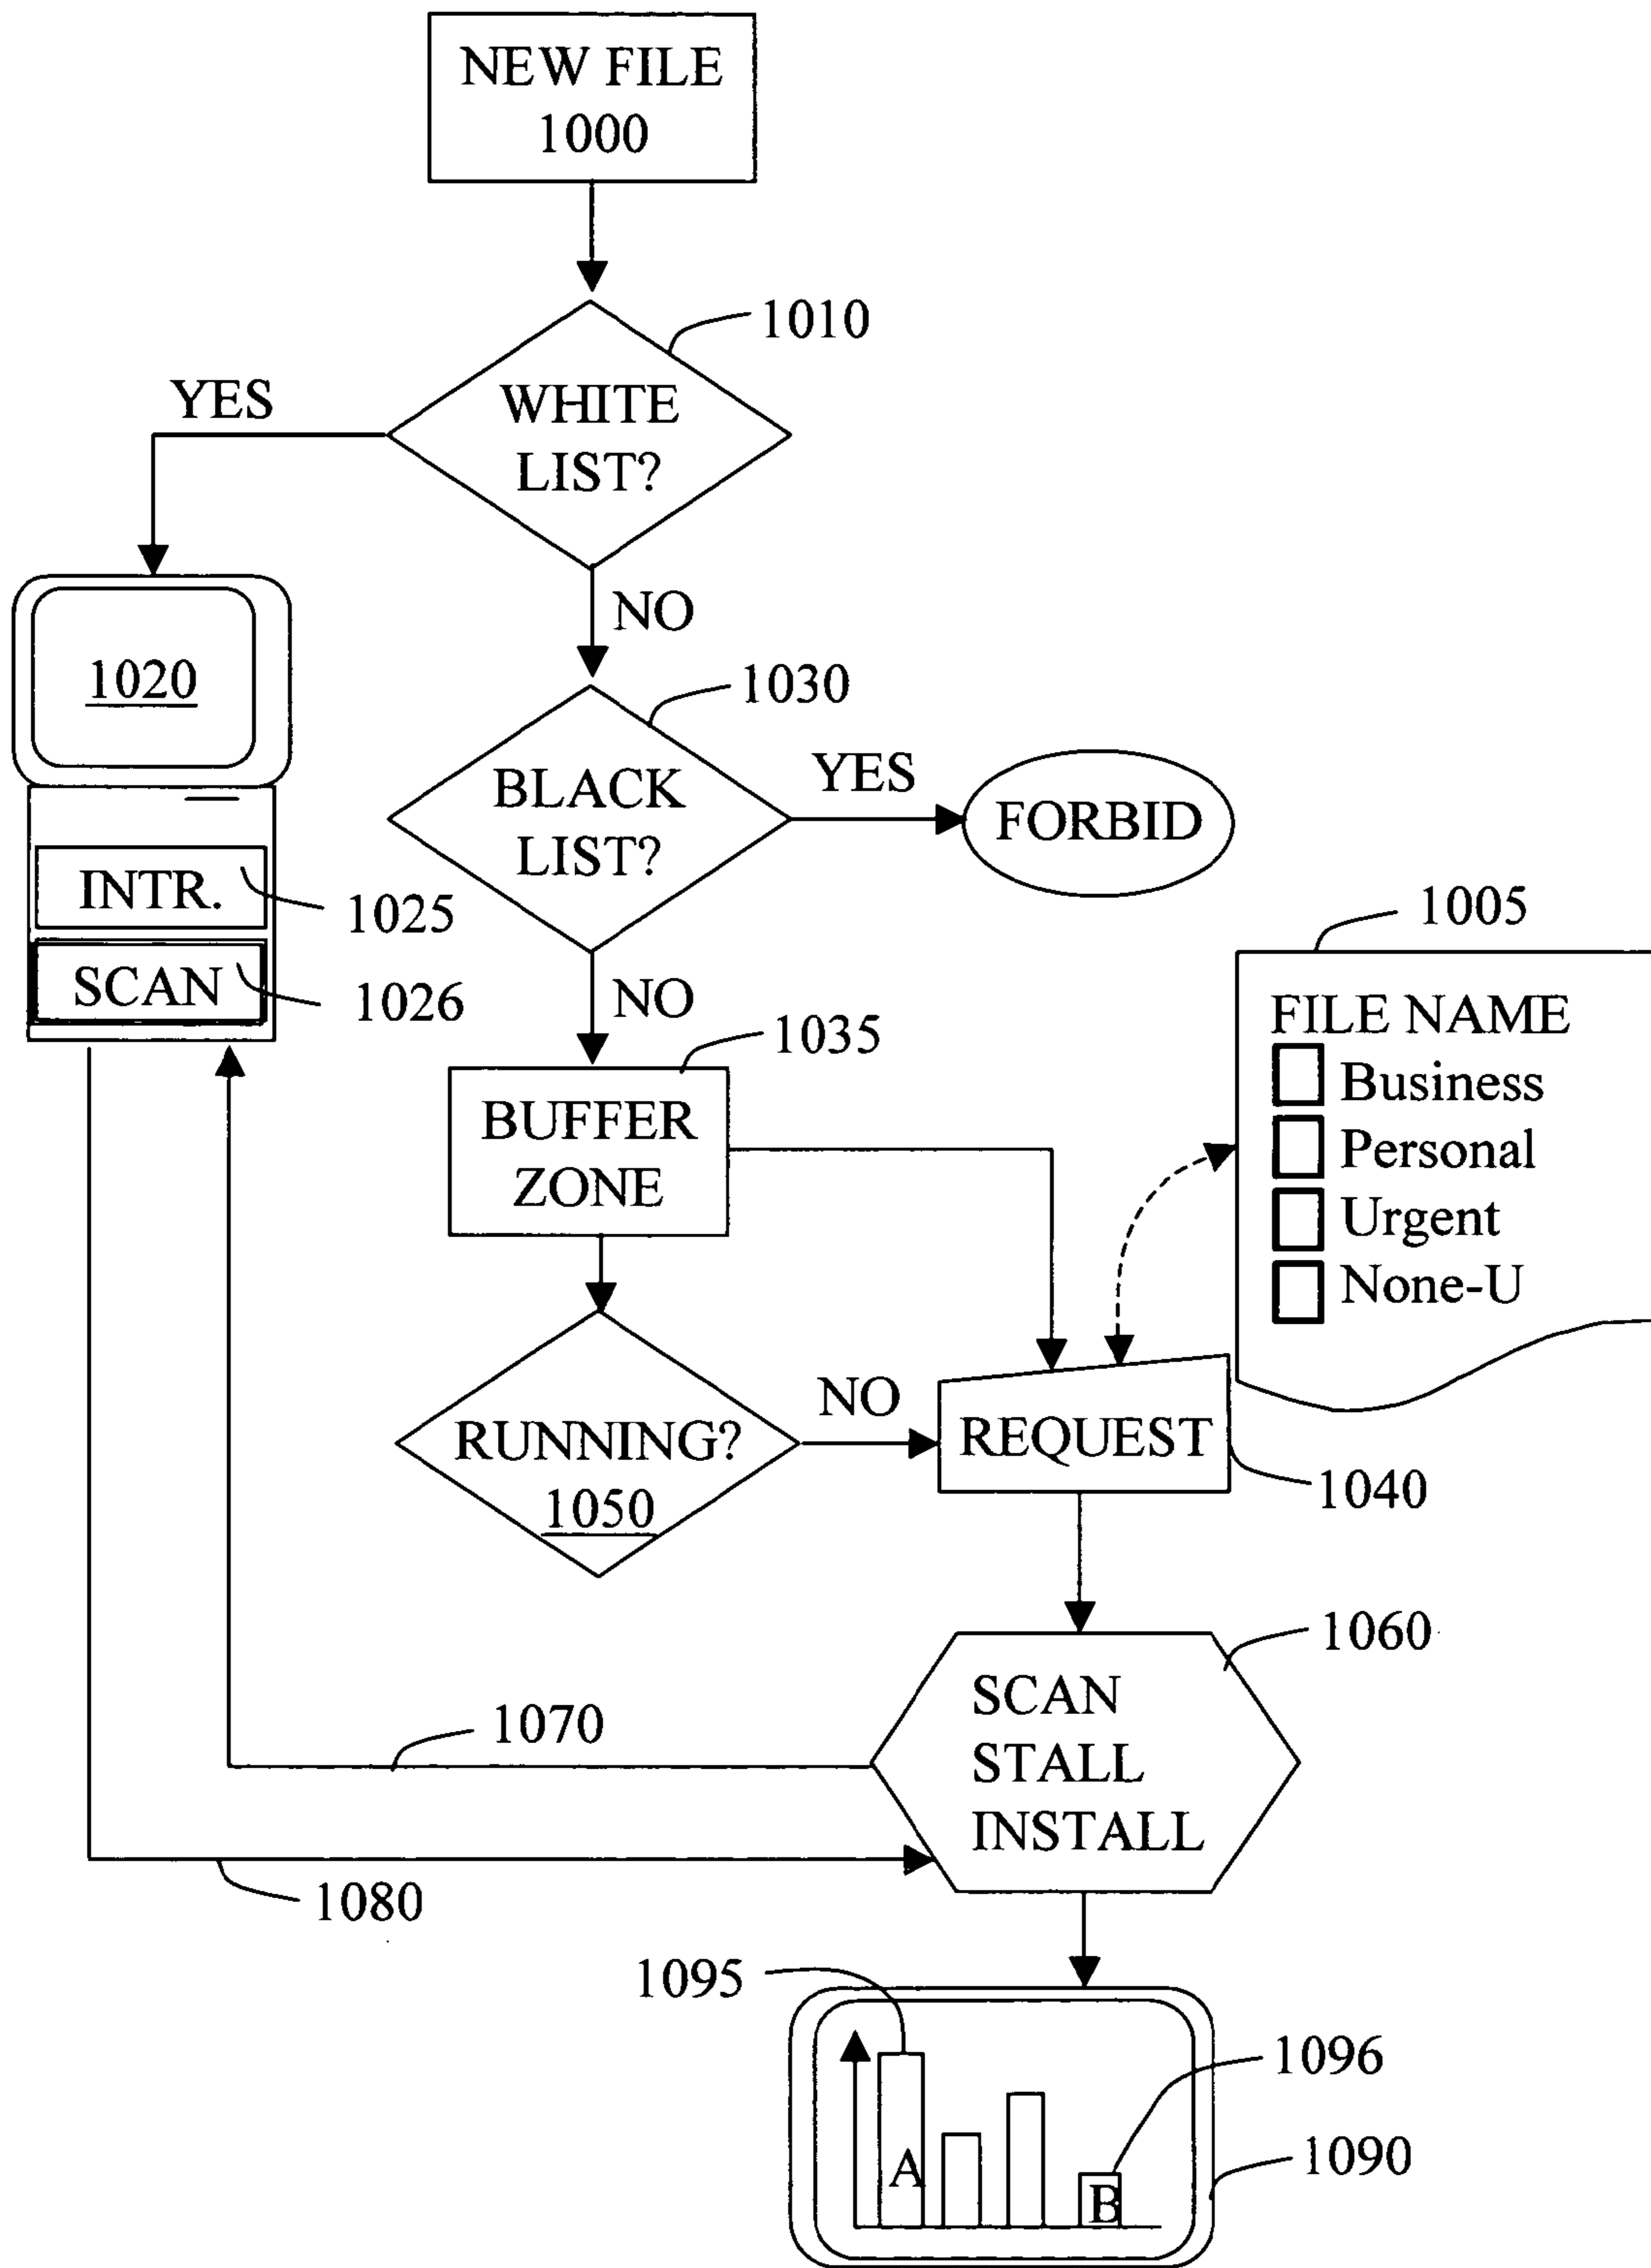 NEW FILE
1000
1010
YES
WHITE
LIST?
NO
1020
1030
BLACK
LIST?
YES
FORBID
INTR.
1025
SCAN
1026
NO
1005
FILE NAME
Business
Personal
Urgent
None-U
1035
BUFFER
ZONE
RUNNING?
1050
NO
REQUEST
1040
1060
SCAN
STALL
INSTALL
1070
1080
1095
1096
A
B
1090